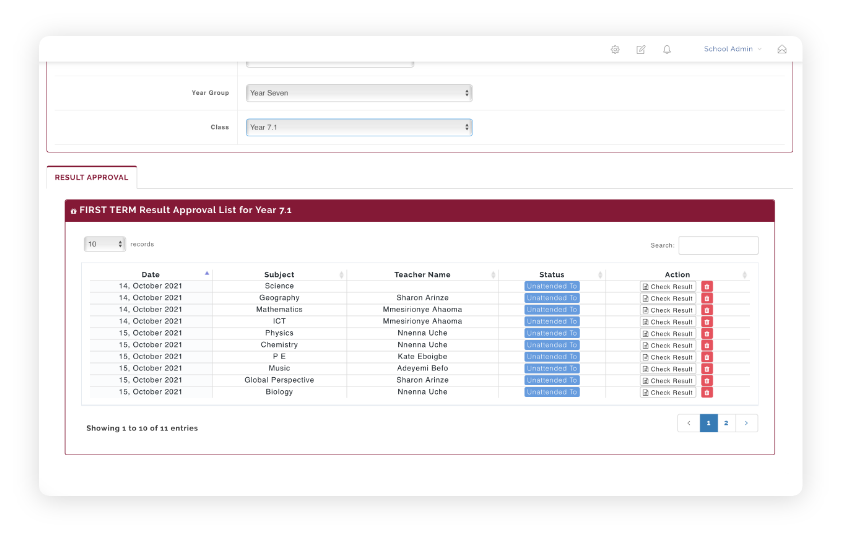 School Admin
Year Group Year Seven
Class Year 7.1
RESULT APPROVAL
FIRST TERM Result Approval List for Year 7.1
10 records Search:
Date Subject Teacher Name Status Action
14, October 2021 Science Unattended To Check Result
14, October 2021 Geography Sharon Arinze Unattended To Check Result
14, October 2021 Mathematics Mmesirionye Ahaoma Unattended To Check Result
14, October 2021 ICT Mmesirionye Ahaoma Unattended To Check Result
15, October 2021 Physics Nnenna Uche Unattended To Check Result
15, October 2021 Chemistry Nnenna Uche Unattended To Check Result
15, October 2021 P E Kate Eboigbe Unattended To Check Result
15, October 2021 Music Adeyemi Befo Unattended To Check Result
15, October 2021 Global Perspective Sharon Arinze Unattended To Check Result
15, October 2021 Biology Nnenna Uche Unattended To Check Result
Showing 1 to 10 of 11 entries < 1 2 >